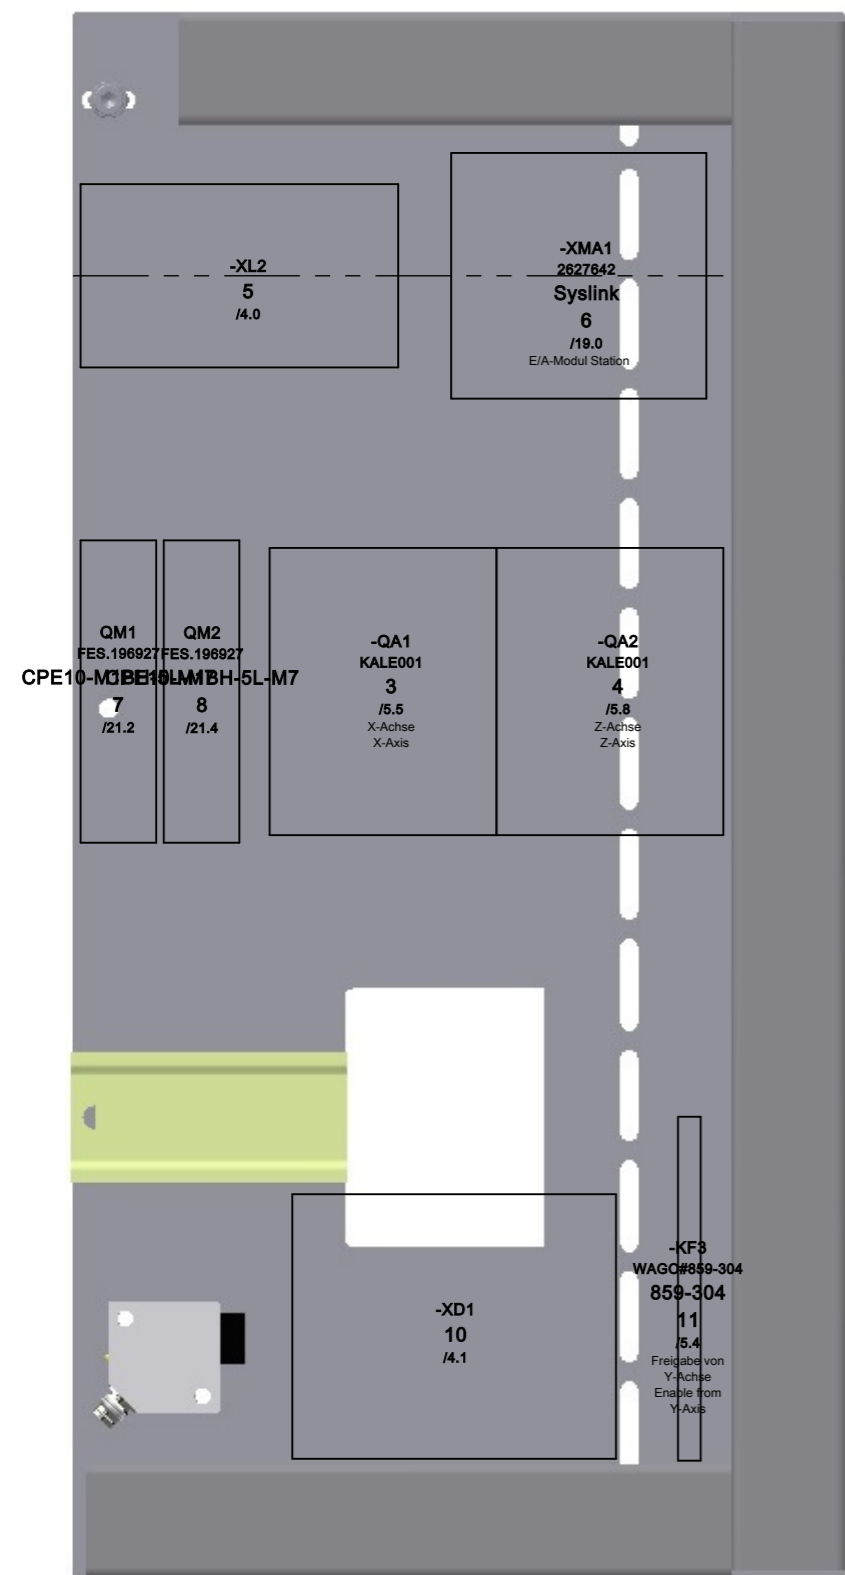 -XL2
5
/4.0
-XMA1
2627642
Syslink
6
/19.0
E/A-Modul Station
QM1
FES.196927
7
/21.2
QM2
FES.196927
8
/21.4
-QA1
KALE001
3
/5.5
X-Achse
X-Axis
-QA2
KALE001
4
/5.8
Z-Achse
Z-Axis
-XD1
10
/4.1
-KF3
WAGO#859-304
859-304
11
/5.4
Freigabe von
Y-Achse
Enable from
Y-Axis